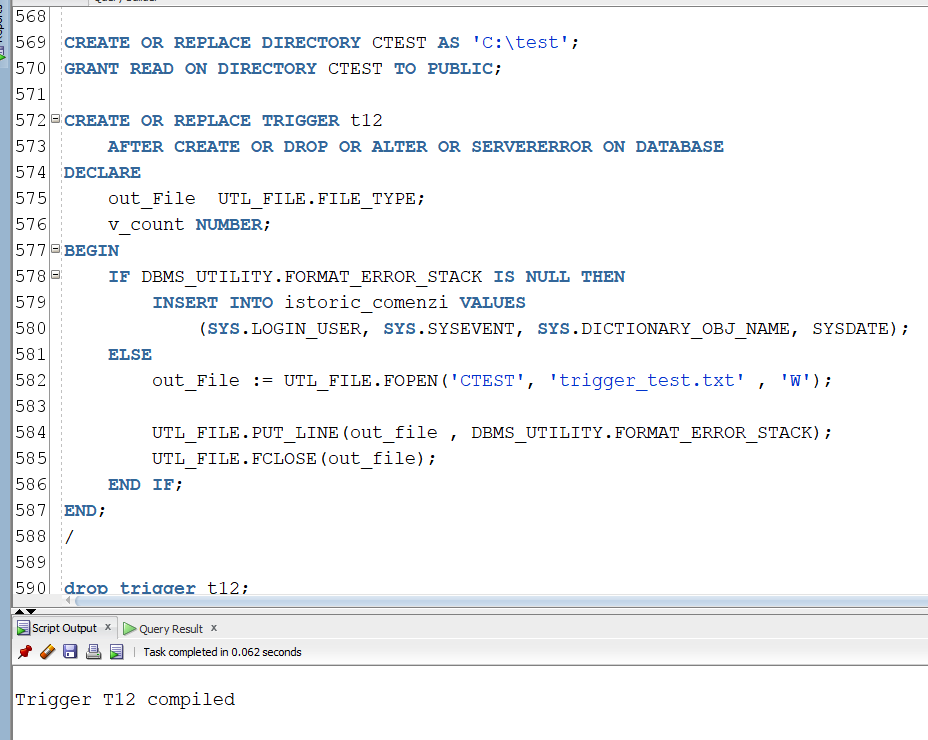 568
569 CREATE OR REPLACE DIRECTORY CTEST AS 'C:\test';
570 GRANT READ ON DIRECTORY CTEST TO PUBLIC;
571
572 CREATE OR REPLACE TRIGGER t12
573     AFTER CREATE OR DROP OR ALTER OR SERVERERROR ON DATABASE
574 DECLARE
575     out_File  UTL_FILE.FILE_TYPE;
576     v_count NUMBER;
577 BEGIN
578     IF DBMS_UTILITY.FORMAT_ERROR_STACK IS NULL THEN
579         INSERT INTO istoric_comenzi VALUES
580             (SYS.LOGIN_USER, SYS.SYSEVENT, SYS.DICTIONARY_OBJ_NAME, SYSDATE);
581     ELSE
582         out_File := UTL_FILE.FOPEN('CTEST', 'trigger_test.txt' , 'W');
583
584         UTL_FILE.PUT_LINE(out_file , DBMS_UTILITY.FORMAT_ERROR_STACK);
585         UTL_FILE.FCLOSE(out_file);
586     END IF;
587 END;
588 /
589
590 drop trigger t12;
Script Output x Query Result x
Task completed in 0.062 seconds
Trigger T12 compiled